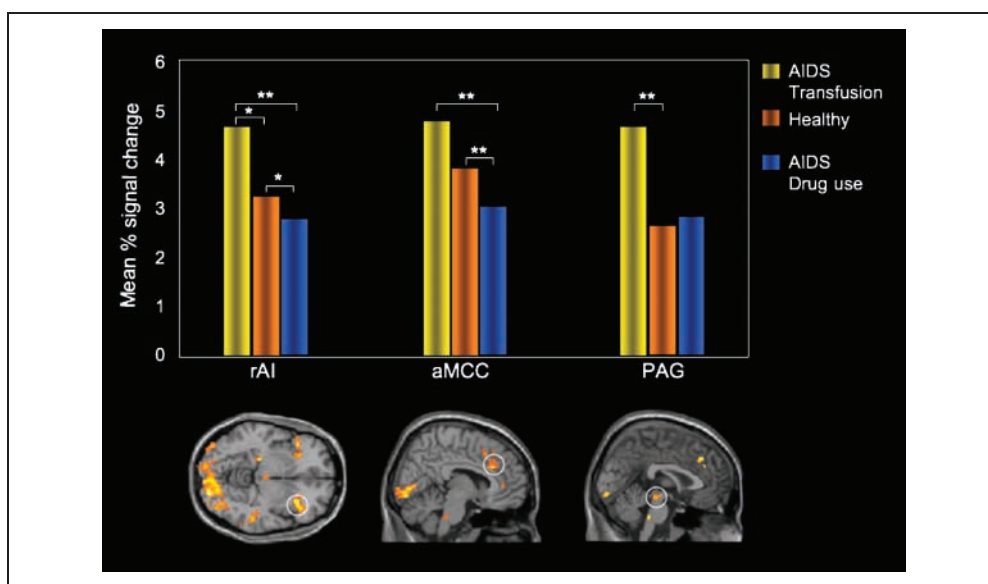 6
5
4
3
2
1
0
Mean % signal change
**
*
*
**
**
**
rAI
aMCC
PAG
AIDS
Transfusion
Healthy
AIDS
Drug use